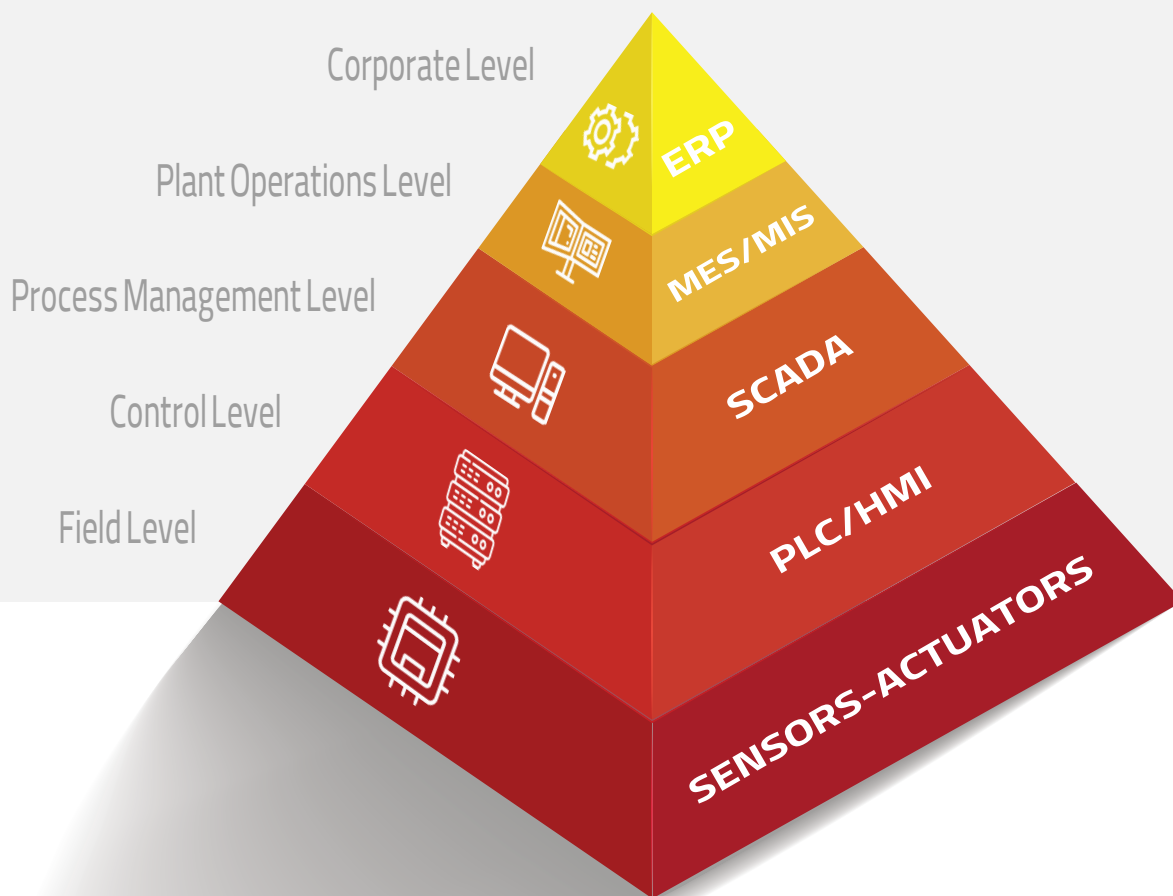 Corporate Level
ERP
Plant Operations Level
MES/MIS
Process Management Level
SCADA
Control Level
PLC/HMI
Field Level
SENSORS-ACTUATORS